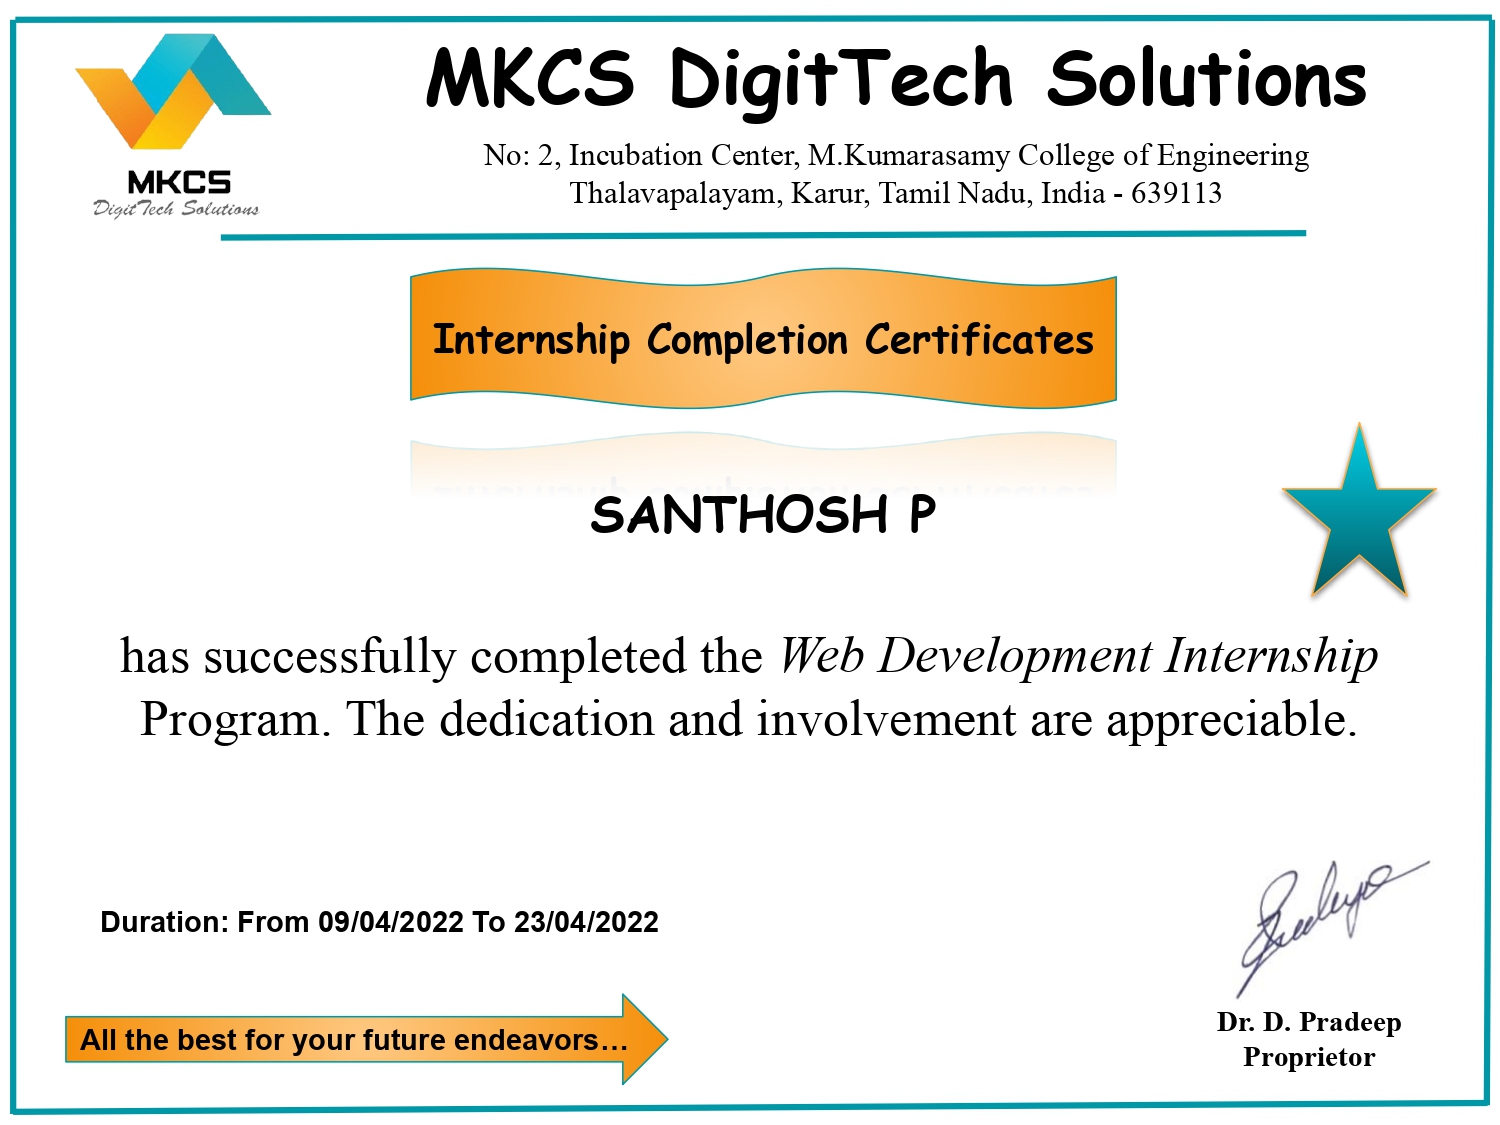 MKCS DigitTech Solutions
MKCS
DigitTech Solutions
No: 2, Incubation Center, M.Kumarasamy College of Engineering
Thalavapalayam, Karur, Tamil Nadu, India - 639113
Internship Completion Certificates
SANTHOSH P
has successfully completed the Web Development Internship
Program. The dedication and involvement are appreciable.
Duration: From 09/04/2022 To 23/04/2022
All the best for your future endeavors…
Dr. D. Pradeep
Proprietor